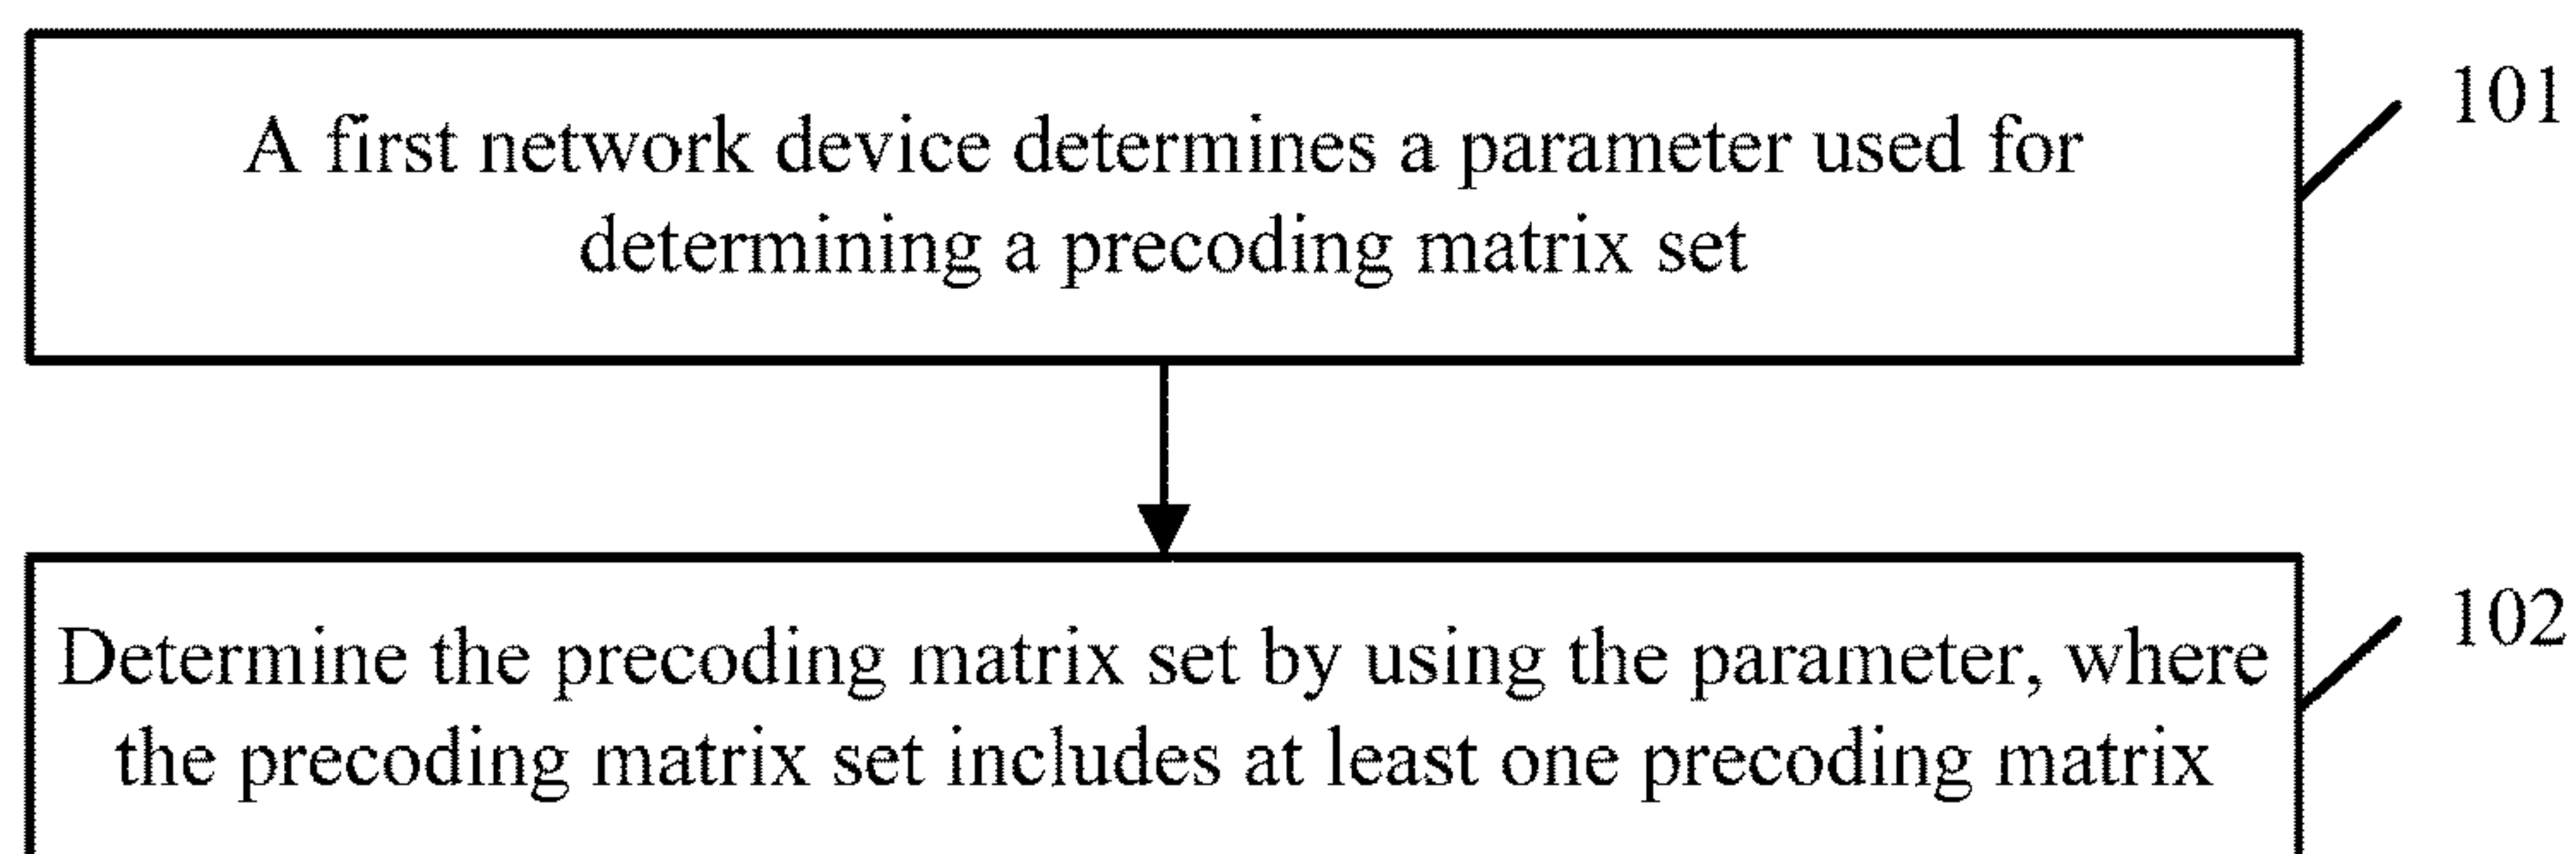 A first network device determines a parameter used for
determining a precoding matrix set
101
Determine the precoding matrix set by using the parameter, where
the precoding matrix set includes at least one precoding matrix
102